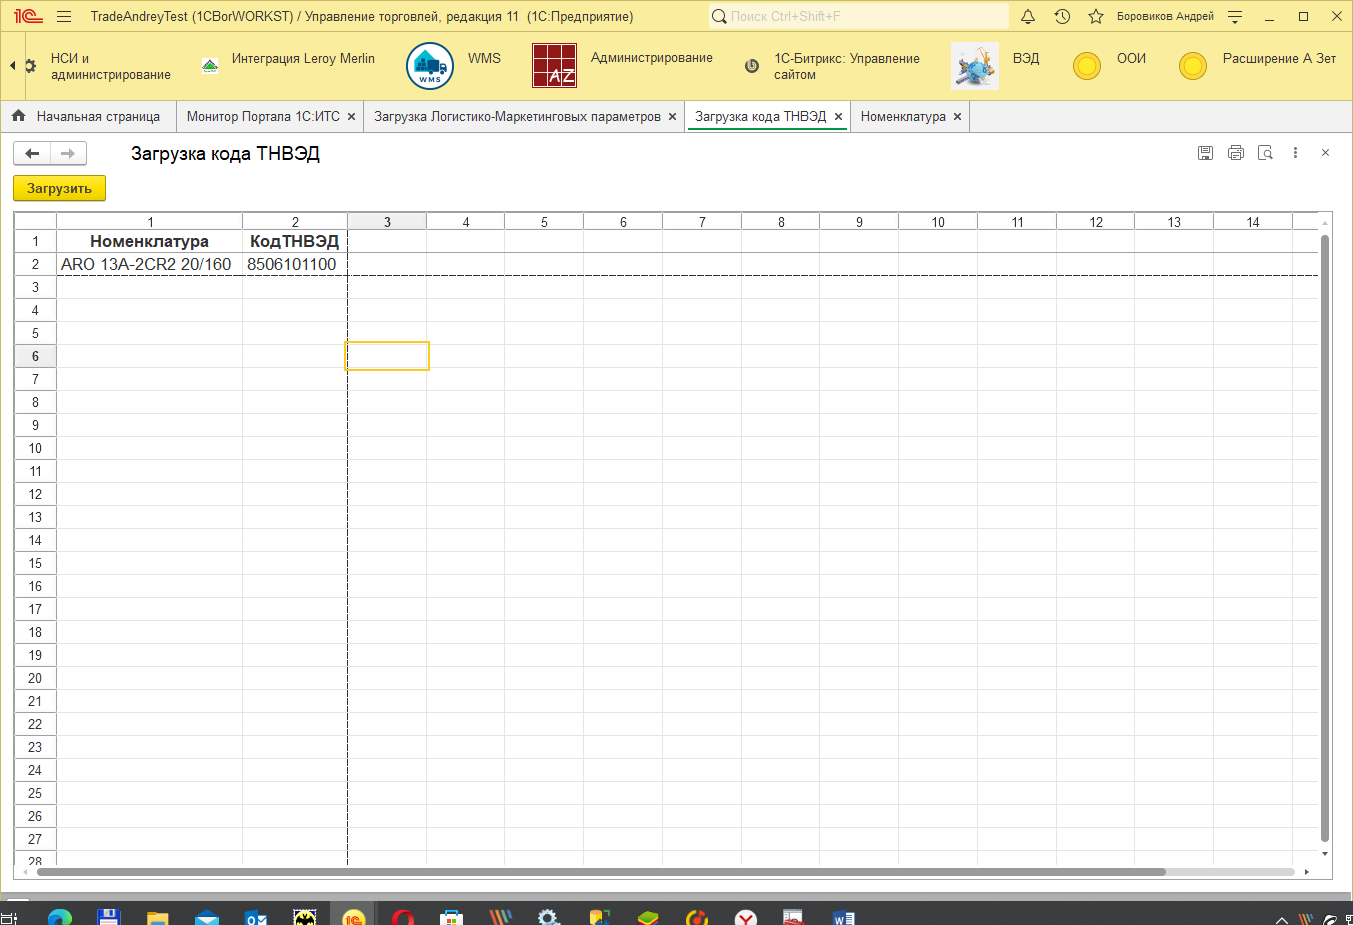 TradeAndreyTest (1CBorWORKST) / Управление торговлей, редакция 11 (1С:Предприятие)
Поиск Ctrl+Shift+F
Боровиков Андрей
НСИ и
администрирование
Интеграция Leroy Merlin
WMS
WMS
AZ
Администрирование
1С-Битрикс: Управление
сайтом
ВЭД
ООИ
Расширение А Зет
Начальная страница
Монитор Портала 1С:ИТС
Загрузка Логистико-Маркетинговых параметров
Загрузка кода ТНВЭД
Номенклатура
Загрузка кода ТНВЭД
Загрузить
1 2 3 4 5 6 7 8 9 10 11 12 13 14
1 Номенклатура КодТНВЭД
2 ARO 13A-2CR2 20/160 8506101100
3
4
5
6
7
8
9
10
11
12
13
14
15
16
17
18
19
20
21
22
23
24
25
26
27
28